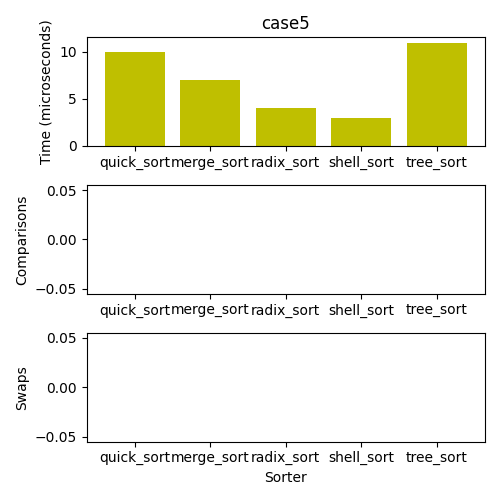 case5
Time (microseconds)
10
5
0
quick_sort merge_sort radix_sort shell_sort tree_sort
Comparisons
0.05
0.00
−0.05
quick_sort merge_sort radix_sort shell_sort tree_sort
Swaps
0.05
0.00
−0.05
quick_sort merge_sort radix_sort shell_sort tree_sort
Sorter